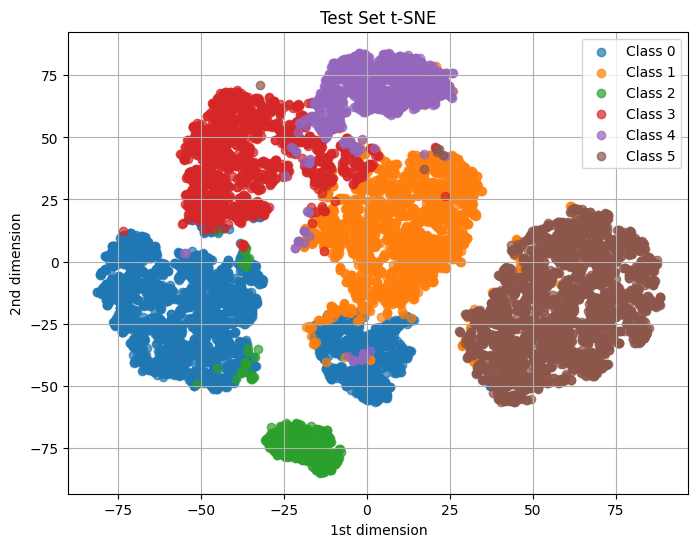 Test Set t-SNE
Class 0
Class 1
Class 2
Class 3
Class 4
Class 5
75
50
25
0
−25
−50
−75
−75
−50
−25
0
25
50
75
2nd dimension
1st dimension